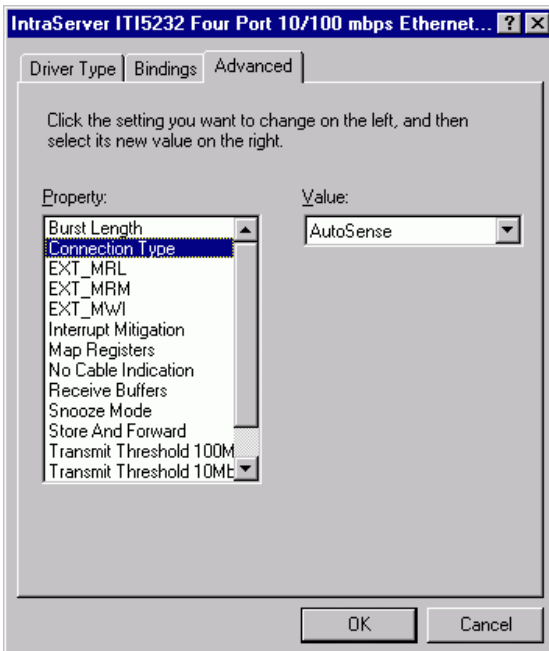 IntraServer ITI5232 Four Port 10/100 mbps Ethernet...
Driver Type Bindings Advanced
Click the setting you want to change on the left, and then
select its new value on the right.
Property: Value:
Burst Length AutoSense
Connection Type
EXT_MRL
EXT_MRM
EXT_MWI
Interrupt Mitigation
Map Registers
No Cable Indication
Receive Buffers
Snooze Mode
Store And Forward
Transmit Threshold 100M
Transmit Threshold 10Mb
OK Cancel